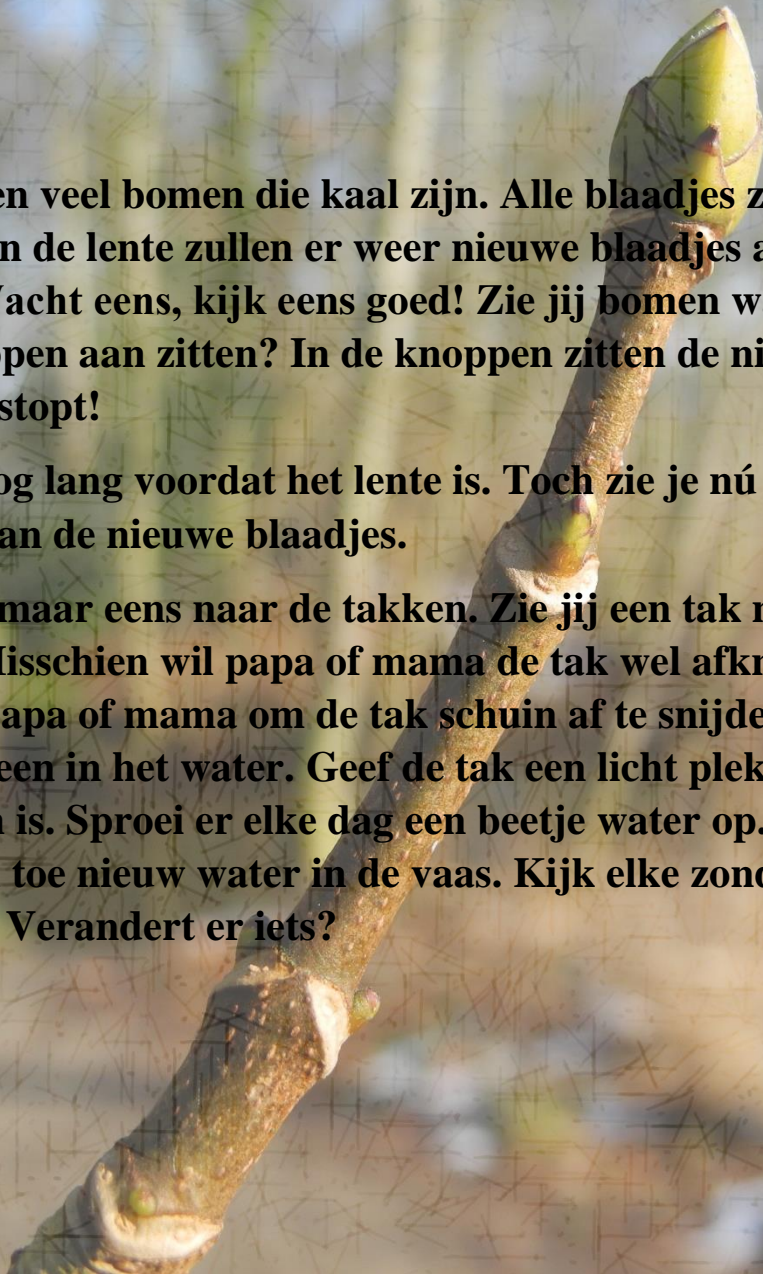 en veel bomen die kaal zijn. Alle blaadjes z
n de lente zullen er weer nieuwe blaadjes a
acht eens, kijk eens goed! Zie jij bomen w
ppen aan zitten? In de knoppen zitten de ni
stopt!
og lang voordat het lente is. Toch zie je nú
an de nieuwe blaadjes.
maar eens naar de takken. Zie jij een tak
isschien wil papa of mama de tak wel afkn
apa of mama om de tak schuin af te snijde
een in het water. Geef de tak een licht plek
is. Sproei er elke dag een beetje water op.
toe nieuw water in de vaas. Kijk elke zond
Verandert er iets?